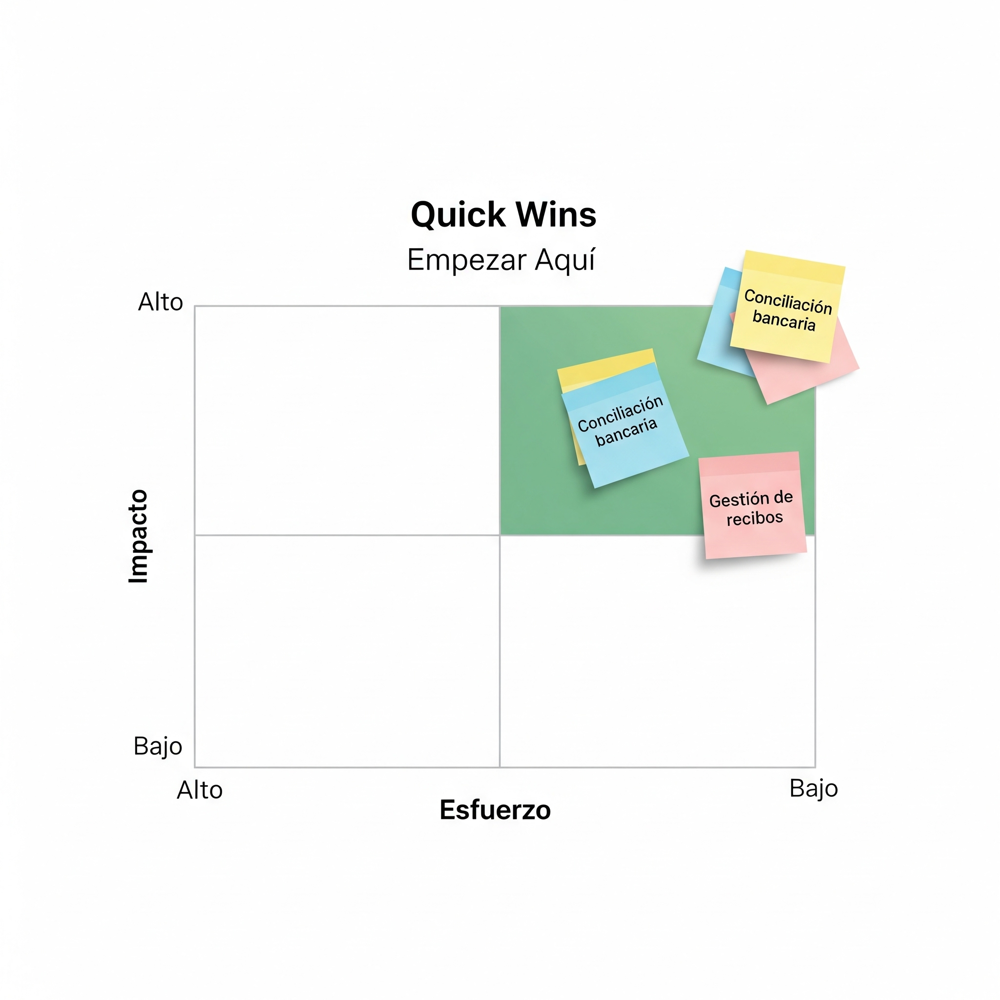 Quick Wins
Empezar Aquí
Alto
Conciliación
bancaria
Conciliación
bancaria
Gestión de
recibos
Impacto
Bajo
Alto
Bajo
Esfuerzo